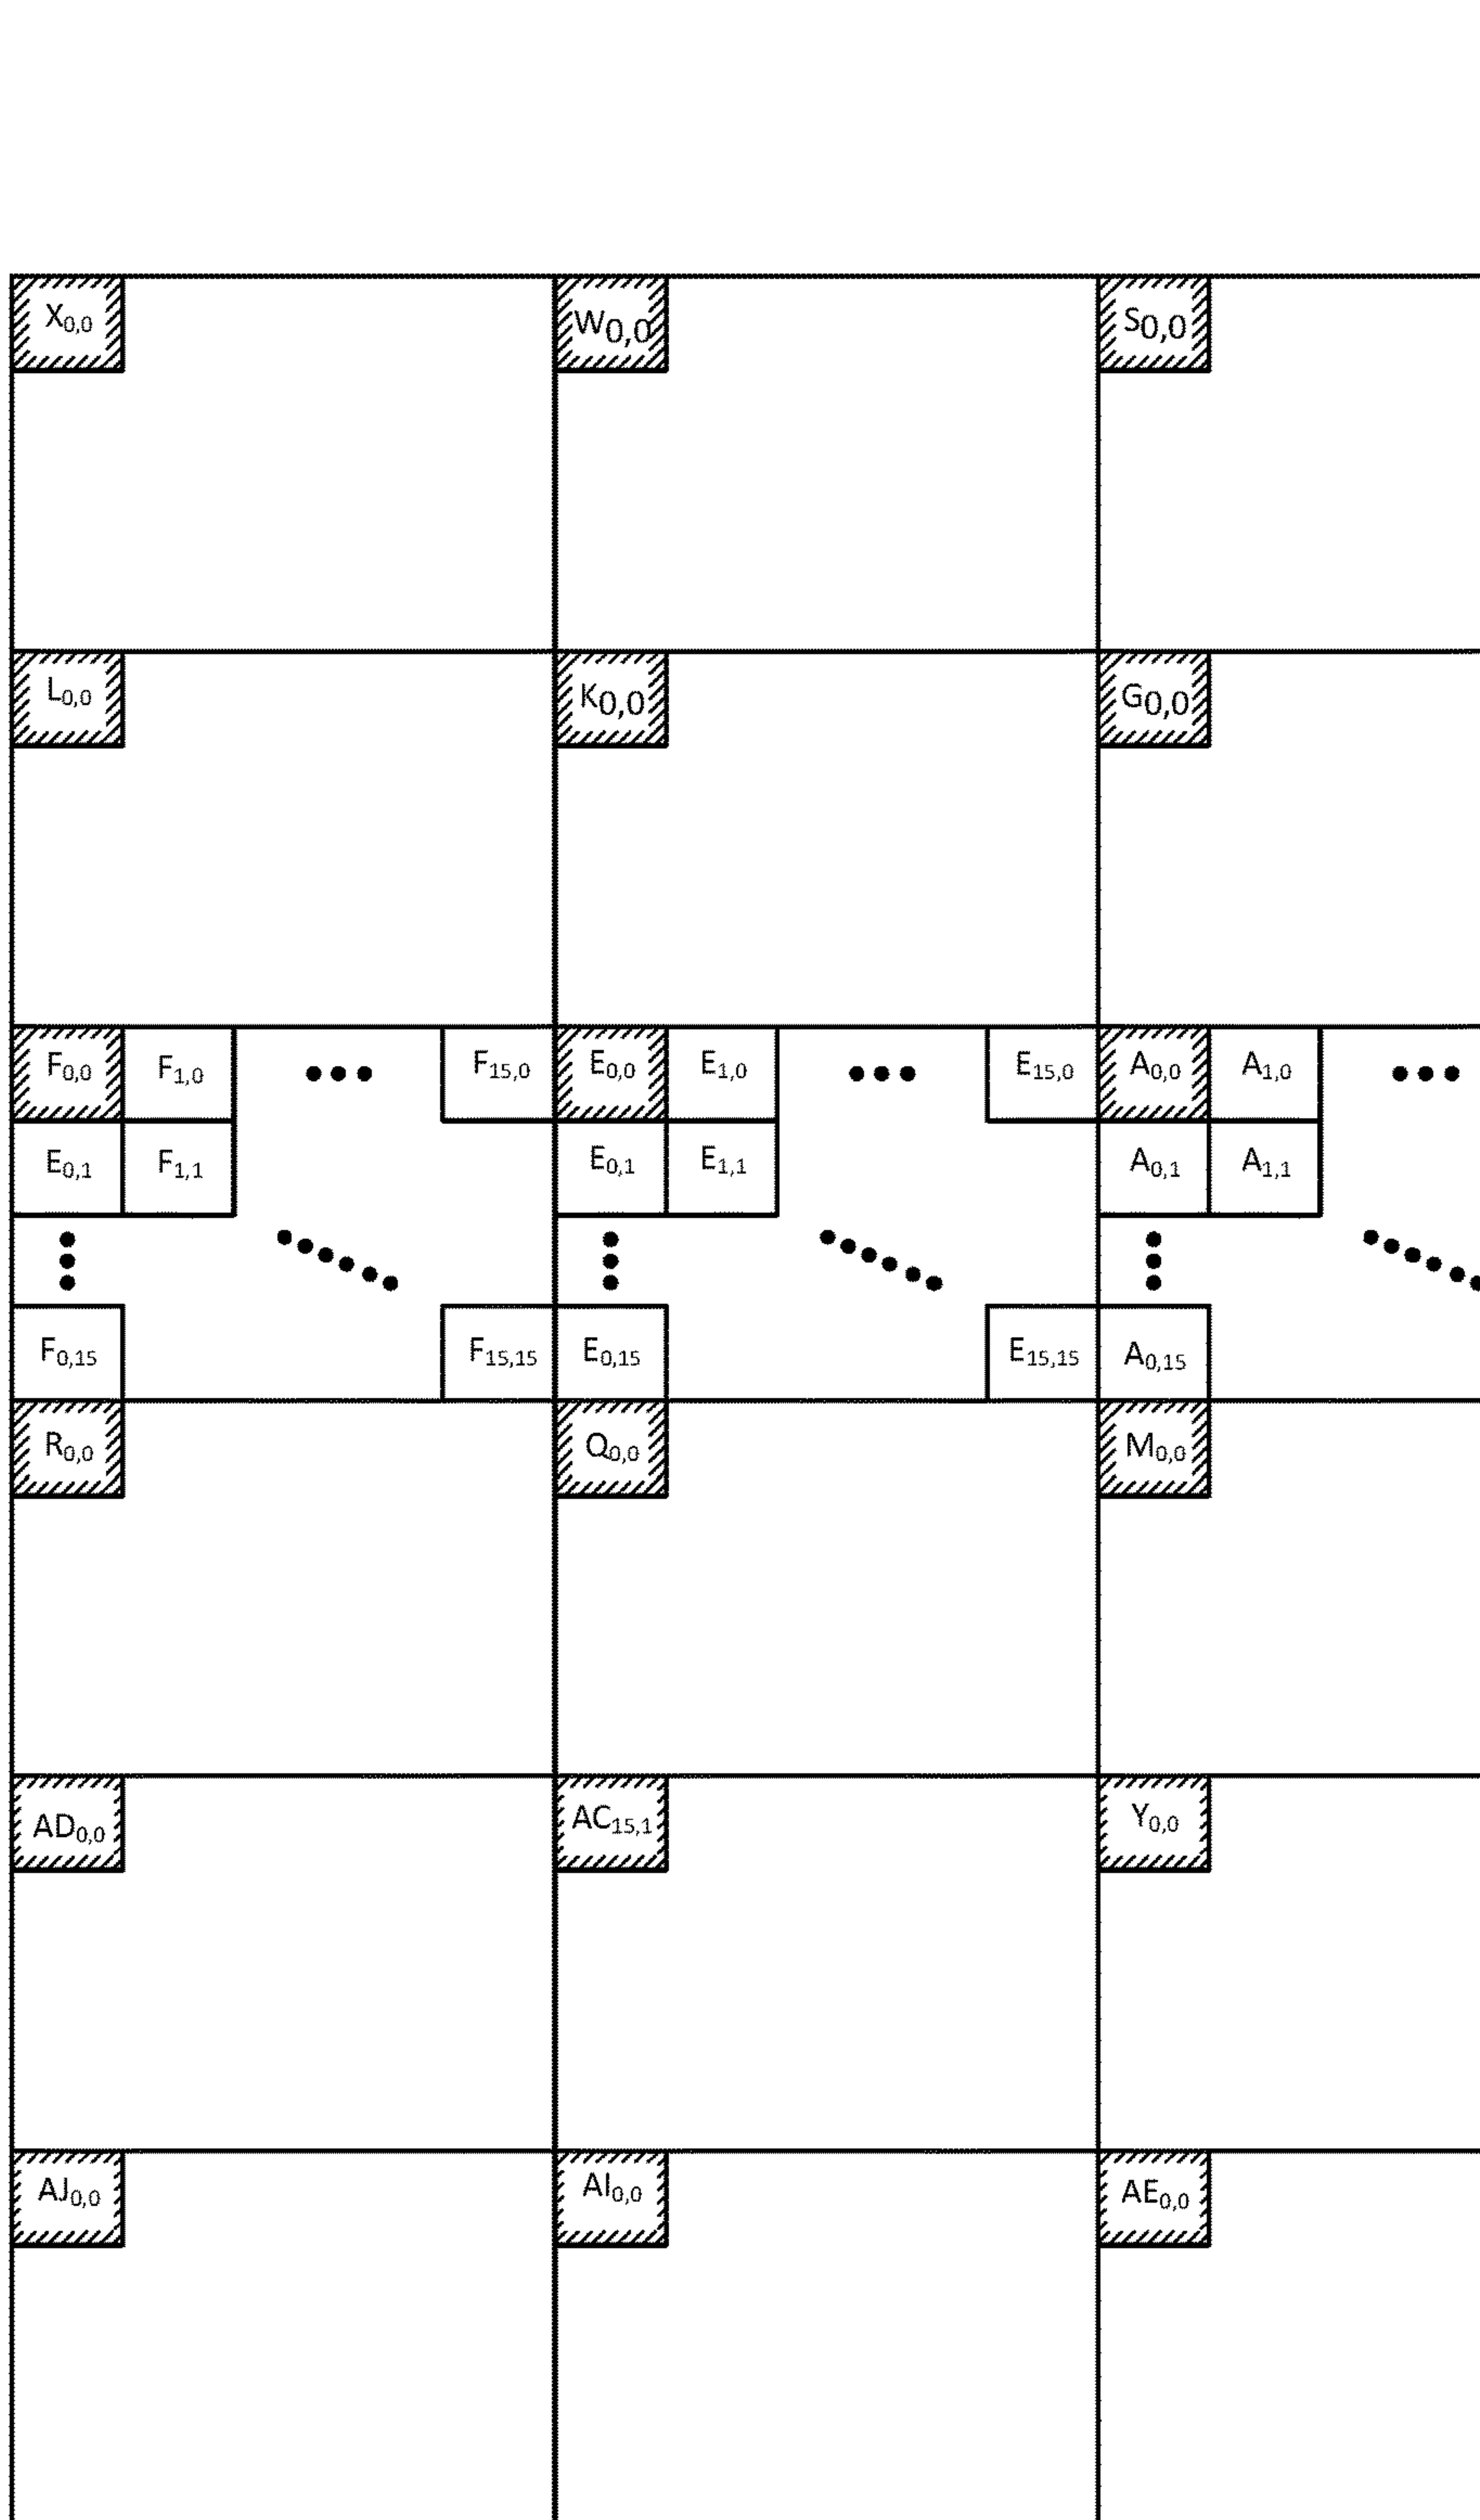 X0,0 W0,0 S0,0
L0,0 K0,0 G0,0
F0,0 F1,0 ••• F15,0 E0,0 E1,0 ••• E15,0 A0,0 A1,0 •••
E0,1 F1,1 E0,1 E1,1 A0,1 A1,1
F0,15 F15,15 E0,15 E15,15 A0,15
R0,0 Q0,0 M0,0
AD0,0 AC15,1 Y0,0
AJ0,0 AI0,0 AE0,0